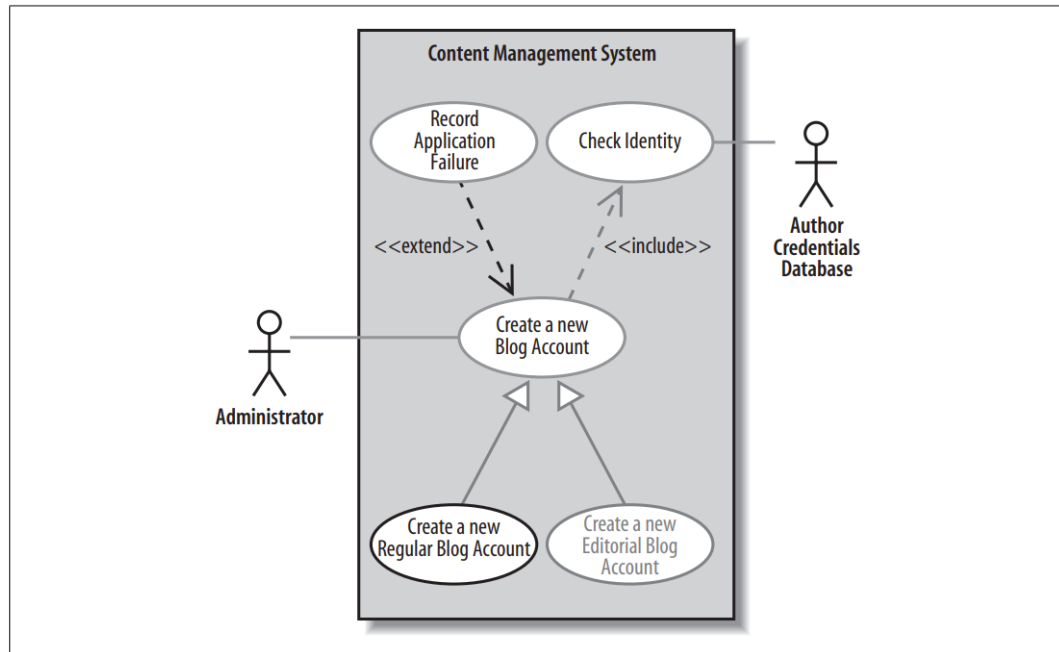 Content Management System
Record
Application
Failure
Check Identity
Author
Credentials
Database
<<extend>>
<<include>>
Create a new
Blog Account
Administrator
Create a new
Regular Blog Account
Create a new
Editorial Blog
Account